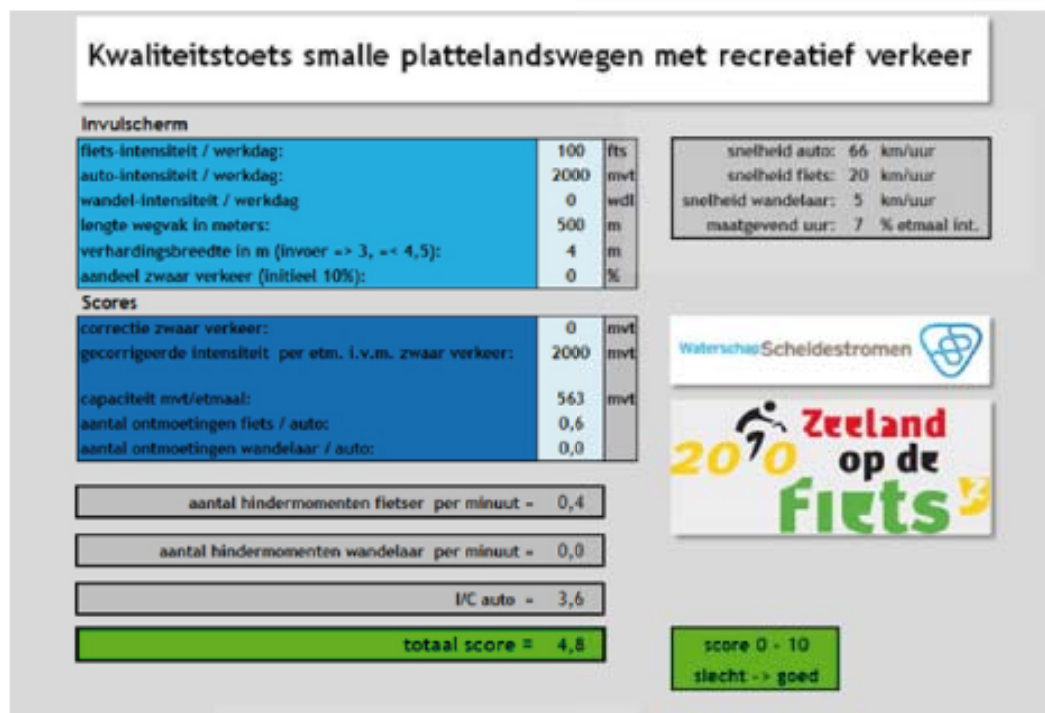 Kwaliteitstoets smalle plattelandswegen met recreatief verkeer
Invulscherm
fiets-intensiteit / werkdag: 100 fts
auto-intensiteit / werkdag: 2000 mvt
wandel-intensiteit / werkdag 0 wdl
lengte wegvak in meters: 500 m
verhardingsbreedte in m (invoer => 3, =< 4,5): 4 m
aandeel zwaar verkeer (initieel 10%): 0 %
snelheid auto: 66 km/uur
snelheid fiets: 20 km/uur
snelheid wandelaar: 5 km/uur
maatgevend uur: 7 % etmaal int.
Scores
correctie zwaar verkeer: 0 mvt
gecorrigeerde intensiteit per etm. i.v.m. zwaar verkeer: 2000 mvt
capaciteit mvt/etmaal: 563 mvt
aantal ontmoetingen fiets / auto: 0,6
aantal ontmoetingen wandelaar / auto: 0,0
Waterschap Scheldestromen
2010 Zeeland
op de
fiets
aantal hindermomenten fietser per minuut = 0,4
aantal hindermomenten wandelaar per minuut = 0,0
I/C auto = 3,6
totaal score = 4,8
score 0 - 10
slecht -> goed